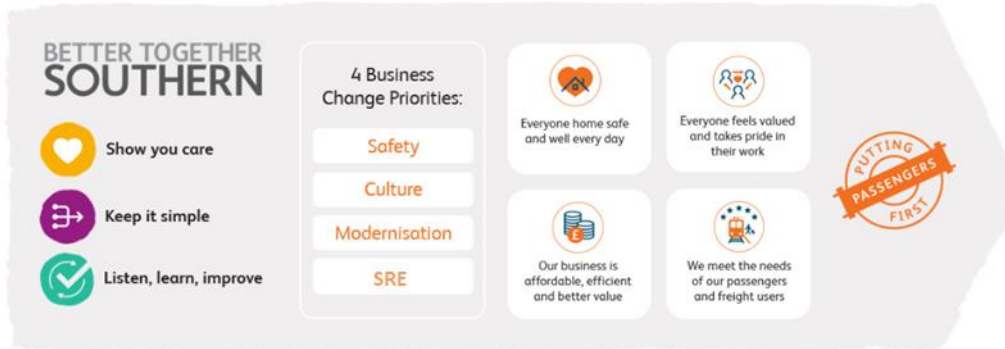 BETTER TOGETHER
SOUTHERN
Show you care
Keep it simple
Listen, learn, improve
4 Business
Change Priorities:
Safety
Culture
Modernisation
SRE
Everyone home safe
and well every day
Everyone feels valued
and takes pride in
their work
£
Our business is
affordable, efficient
and better value
We meet the needs
of our passengers
and freight users
PUTTING
PASSENGERS
FIRST